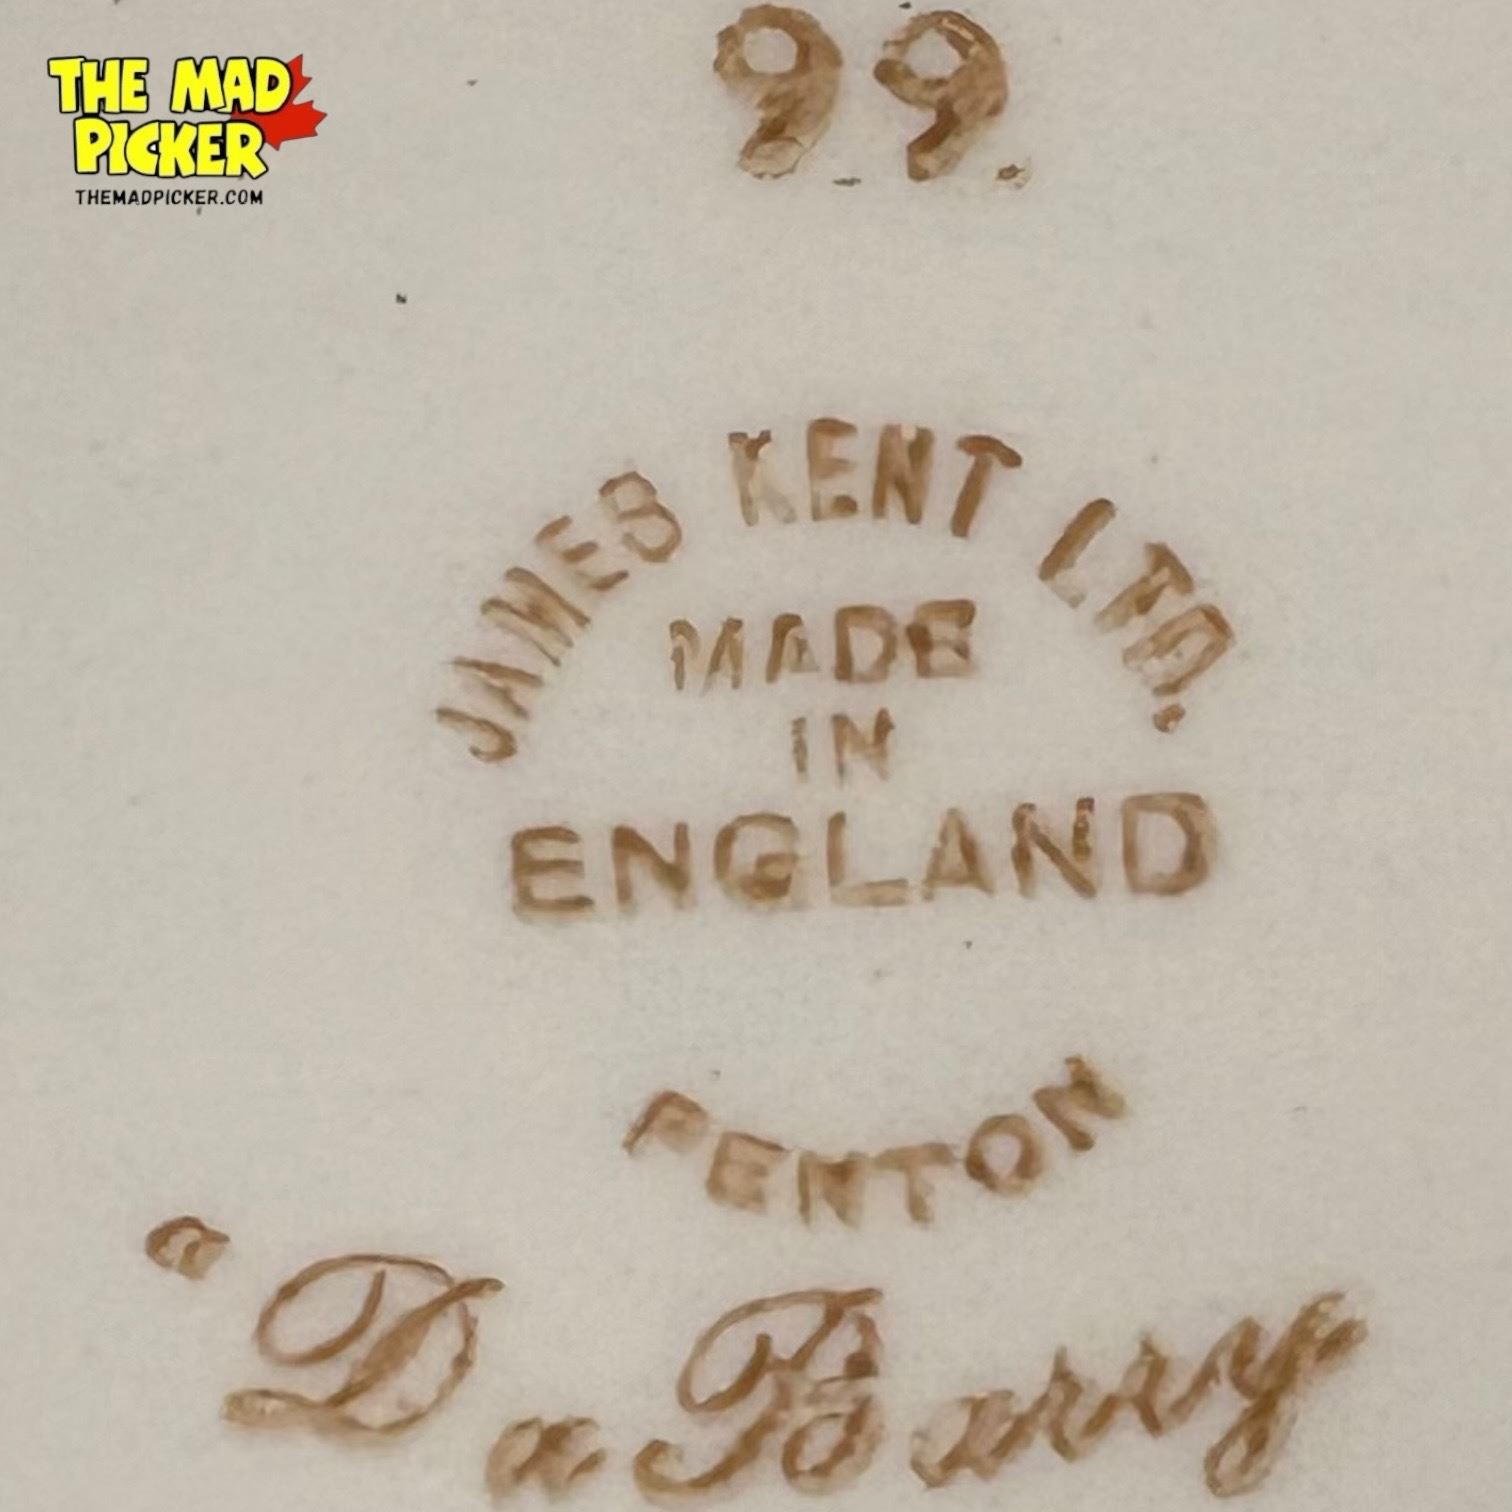 THE MAD
PICKER
THEMADPICKER.COM
99.
JAMES KENT LTD.
MADE
IN
ENGLAND
FENTON
"Du Barry